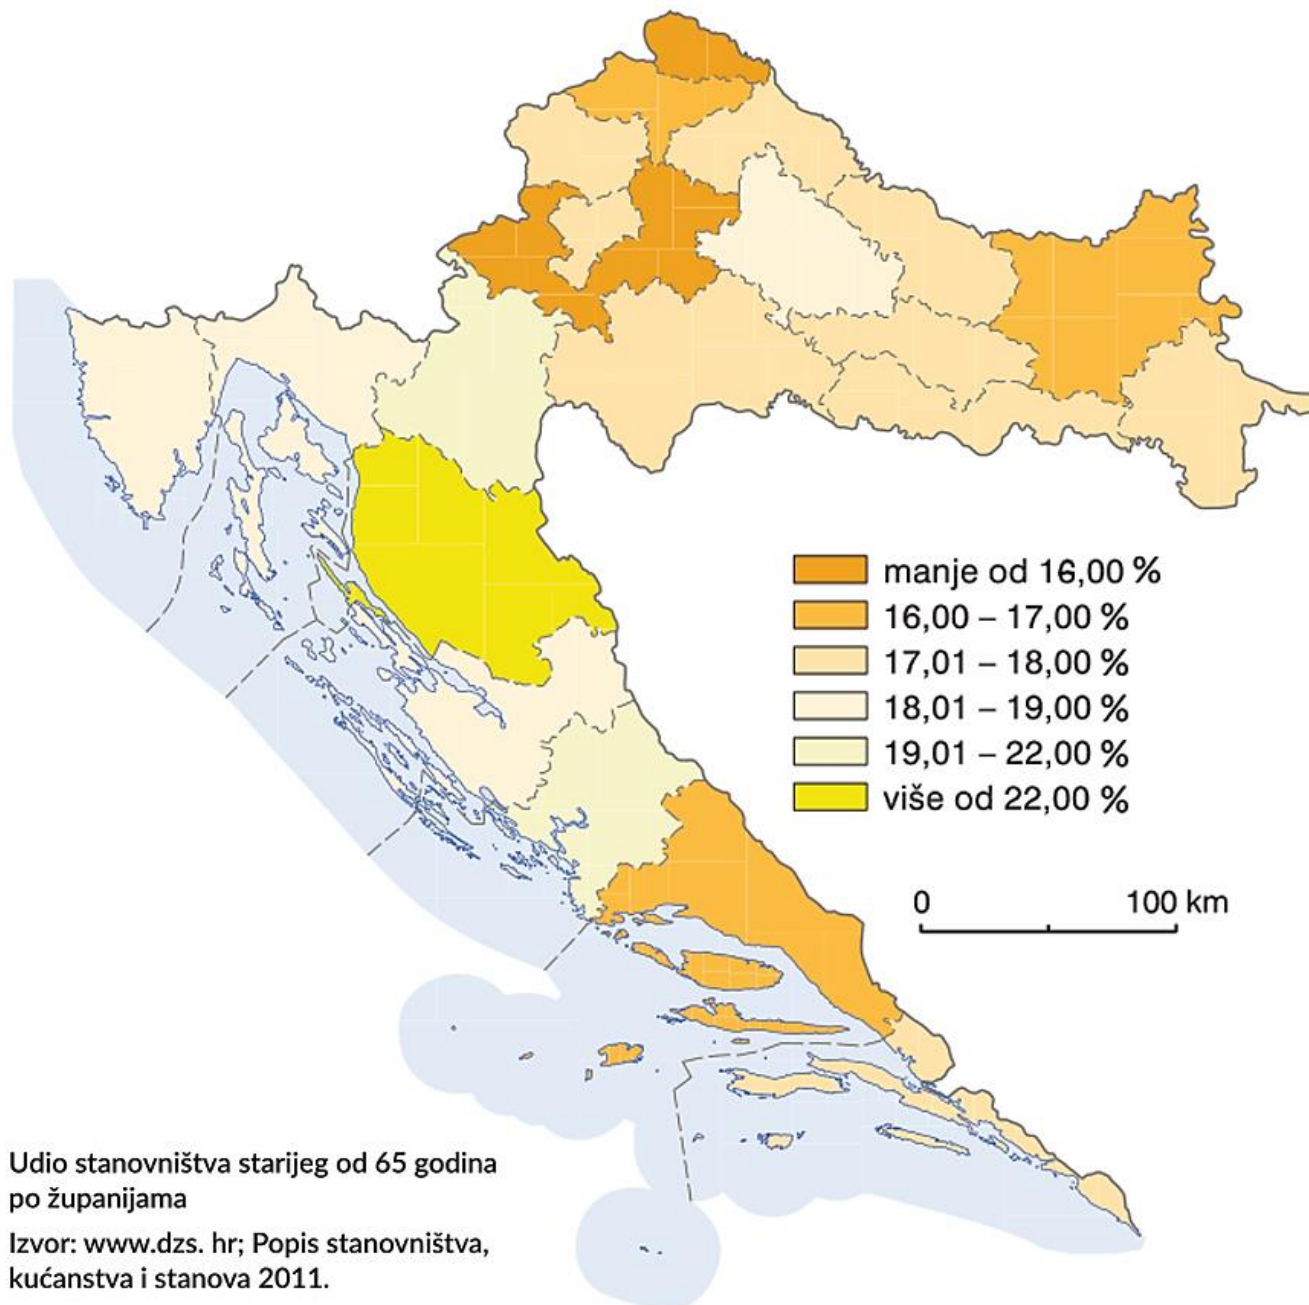 manje od 16,00 %
16,00 – 17,00 %
17,01 – 18,00 %
18,01 – 19,00 %
19,01 – 22,00 %
više od 22,00 %
0 100 km
Udio stanovništva starijeg od 65 godina
po županijama
Izvor: www.dzs. hr; Popis stanovništva,
kućanstva i stanova 2011.